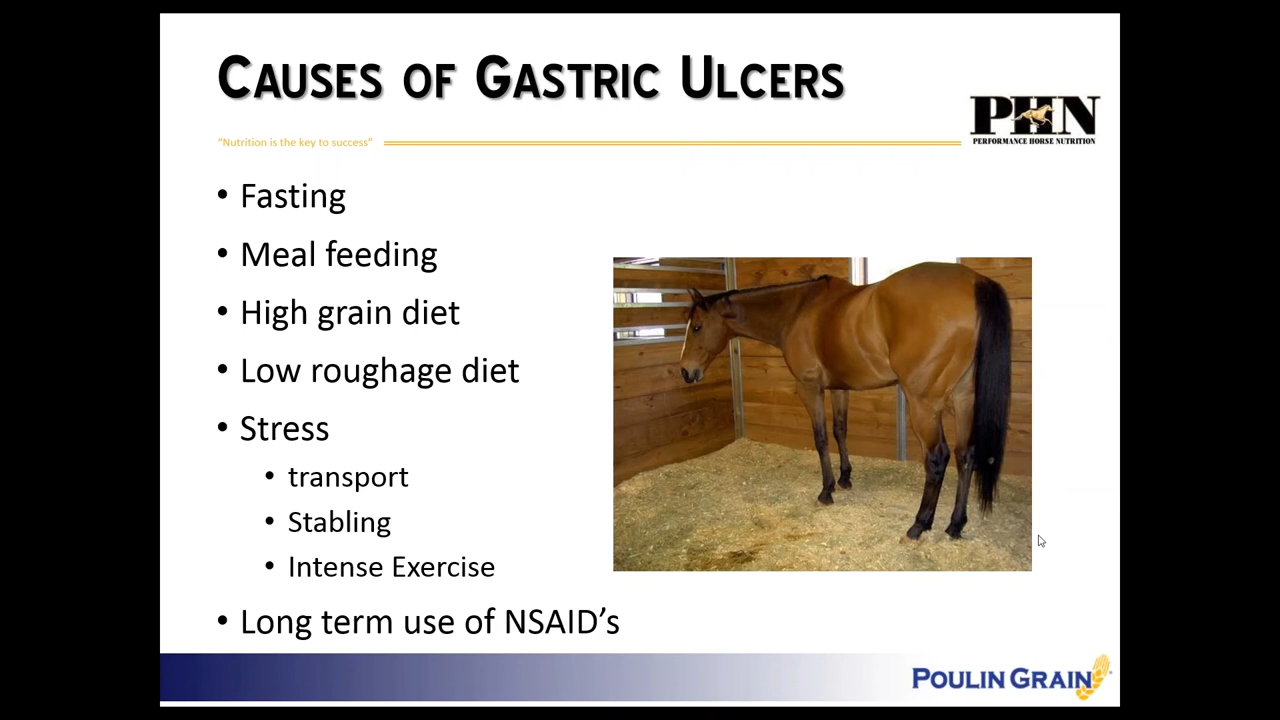 CAUSES OF GASTRIC ULCERS
PHN
PERFORMANCE HORSE NUTRITION
“Nutrition is the key to success”
• Fasting
• Meal feeding
• High grain diet
• Low roughage diet
• Stress
• transport
• Stabling
• Intense Exercise
• Long term use of NSAID’s
POULIN GRAIN